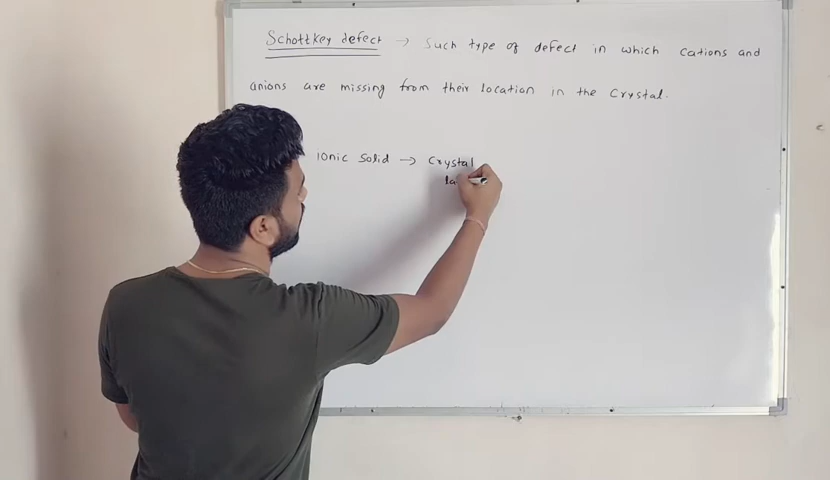 Schottkey defect → Such type of defect in which cations and
anions are missing from their location in the crystal.
Ionic solid → Crystal
la